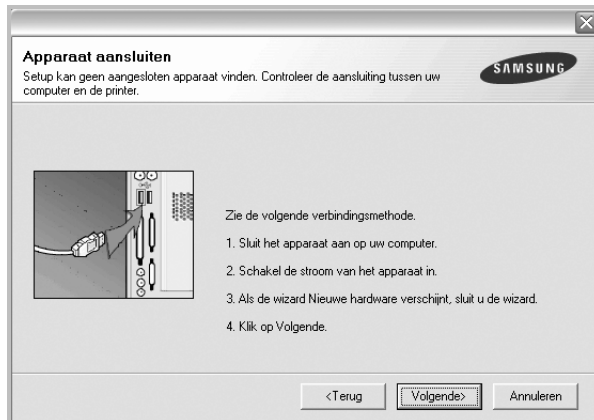 Apparaat aansluiten
Setup kan geen aangesloten apparaat vinden. Controleer de aansluiting tussen uw
computer en de printer.
SAMSUNG
Zie de volgende verbindingsmethode.
1. Sluit het apparaat aan op uw computer.
2. Schakel de stroom van het apparaat in.
3. Als de wizard Nieuwe hardware verschijnt, sluit u de wizard.
4. Klik op Volgende.
<Terug
Volgende>
Annuleren